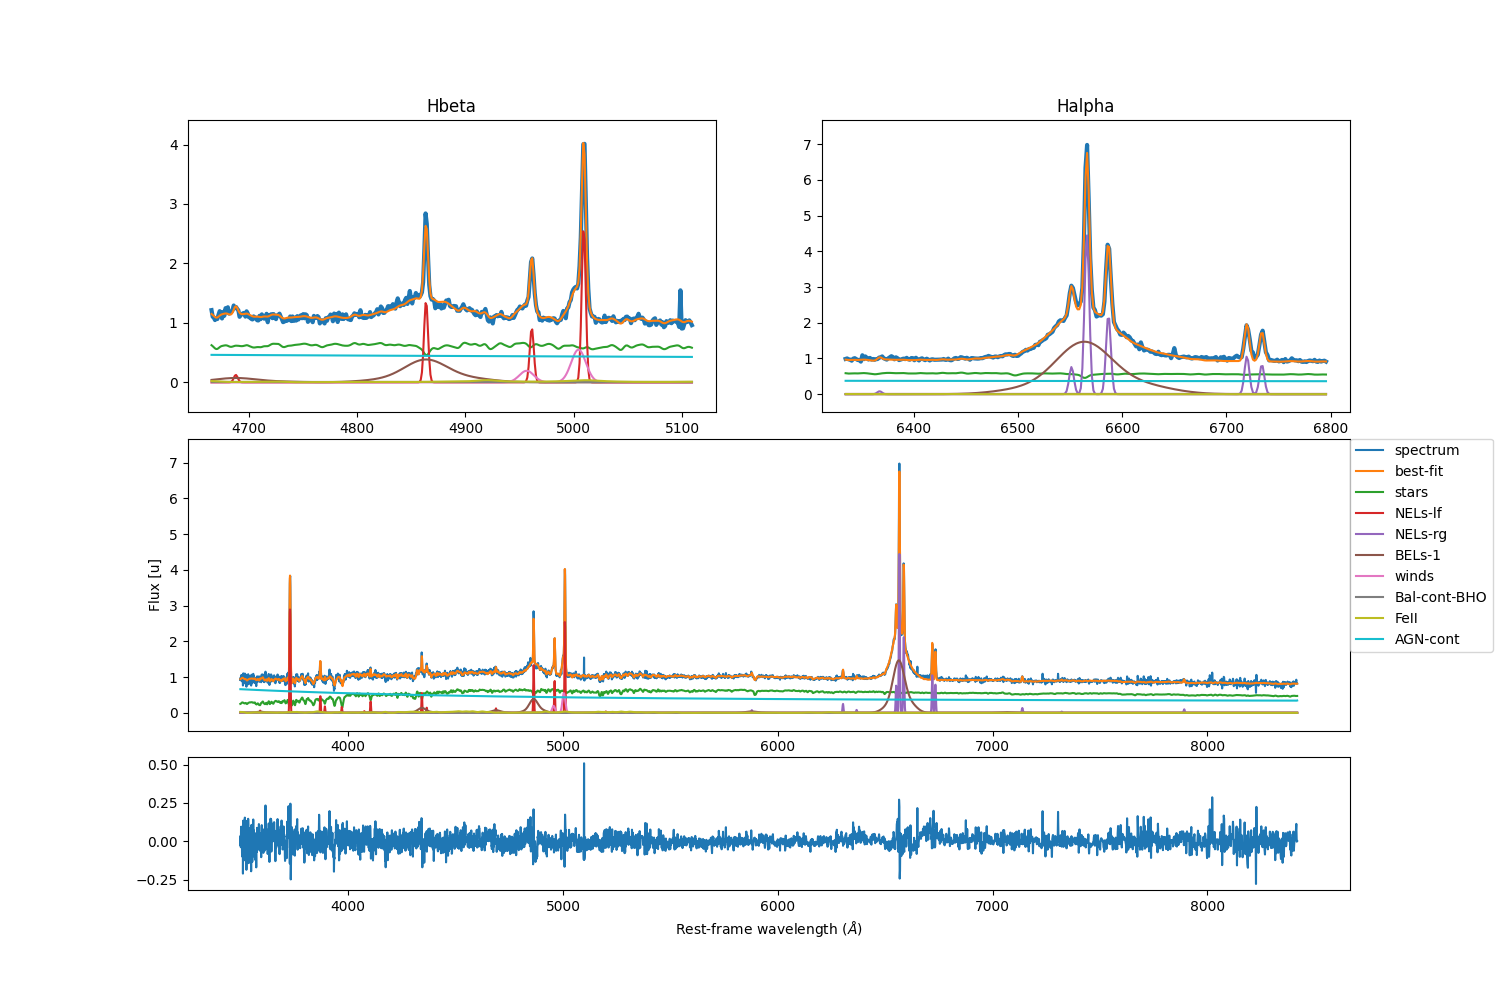 Hbeta
Halpha
4
3
2
1
0
4700 4800 4900 5000 5100
7
6
5
4
3
2
1
0
6400 6500 6600 6700 6800
Flux [u]
7
6
5
4
3
2
1
0
4000 5000 6000 7000 8000
spectrum
best-fit
stars
NELs-lf
NELs-rg
BELs-1
winds
Bal-cont-BHO
FeII
AGN-cont
0.50
0.25
0.00
−0.25
4000 5000 6000 7000 8000
Rest-frame wavelength (Å)